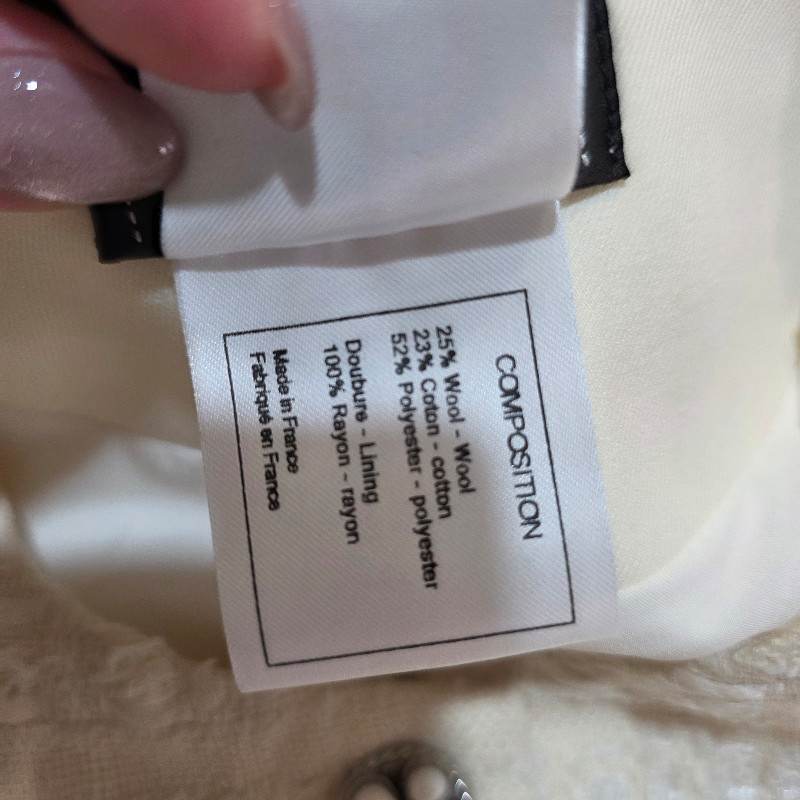 COMPOSITION
25% Wool - Wool
23% Coton - cotton
52% Polyester - polyester
Doubure - Lining
100% Rayon - rayon
Made in France
Fabriqué en France